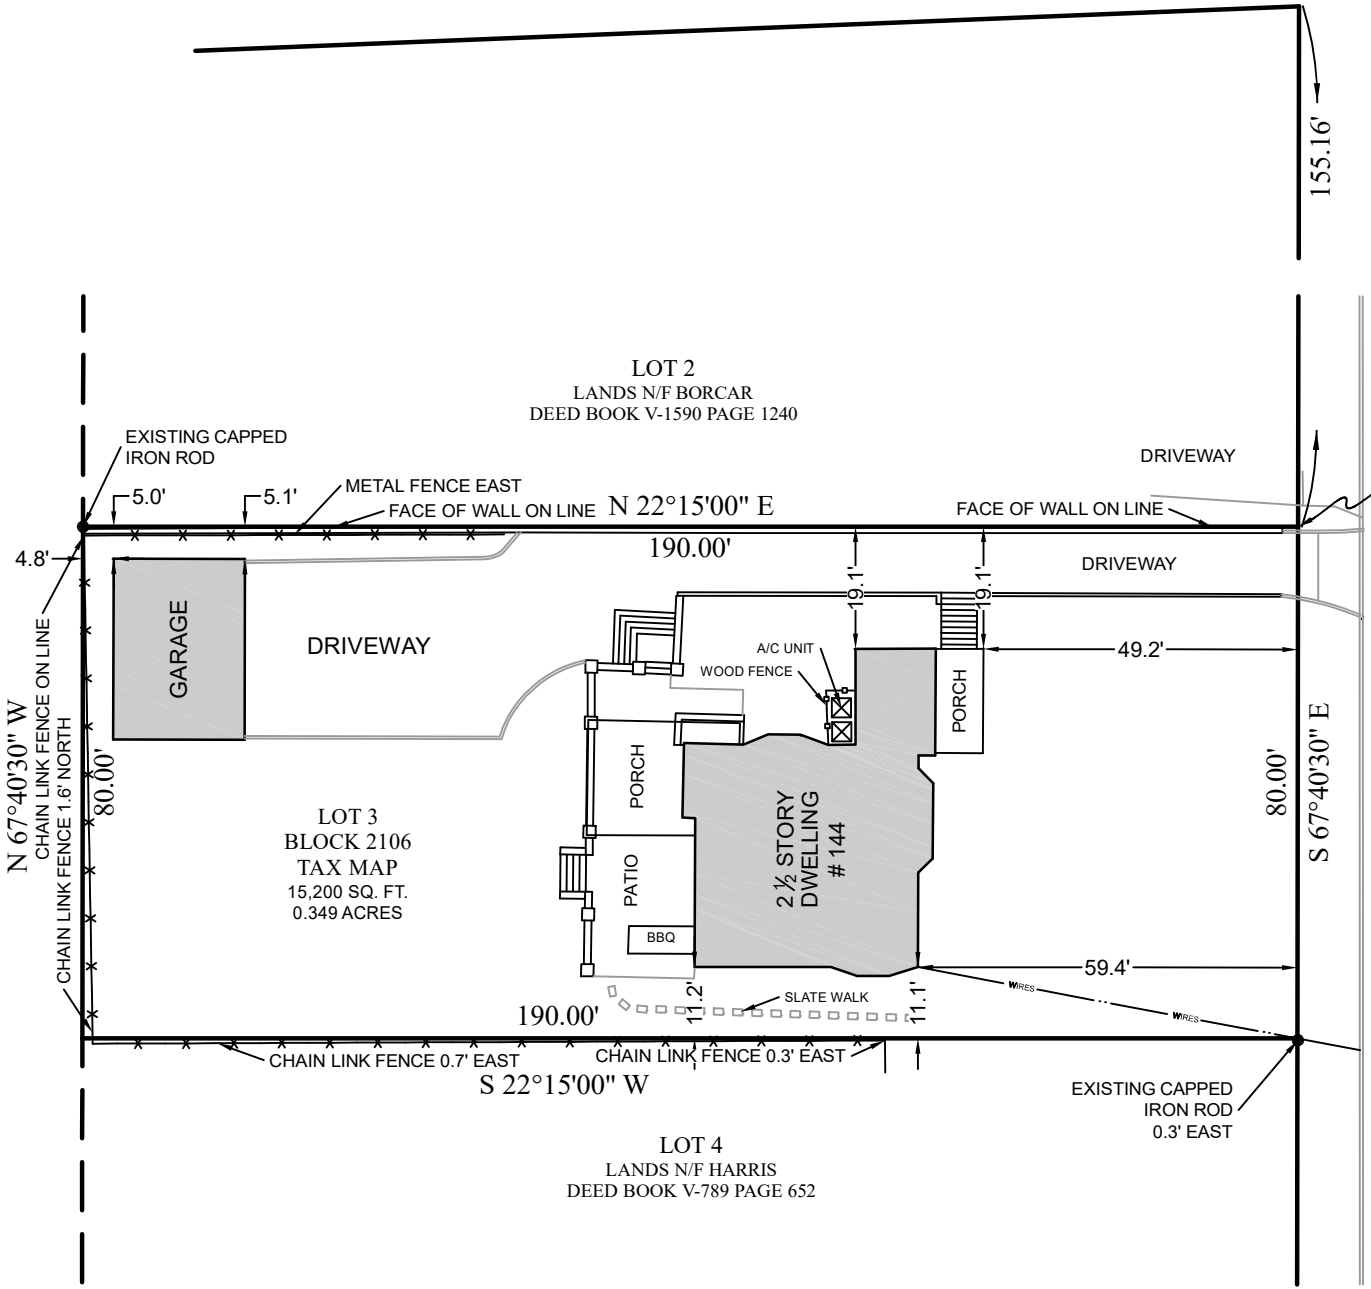 155.16'
LOT 2
LANDS N/F BORCAR
DEED BOOK V-1590 PAGE 1240
EXISTING CAPPED
IRON ROD
DRIVEWAY
5.0'
5.1'
METAL FENCE EAST
FACE OF WALL ON LINE
N 22°15'00" E
FACE OF WALL ON LINE
190.00'
4.8'
DRIVEWAY
19.1'
19.1'
GARAGE
DRIVEWAY
A/C UNIT
WOOD FENCE
49.2'
PORCH
N 67°40'30" W
CHAIN LINK FENCE ON LINE
CHAIN LINK FENCE 1.6' NORTH
80.00'
PORCH
80.00'
S 67°40'30" E
LOT 3
BLOCK 2106
TAX MAP
15,200 SQ. FT.
0.349 ACRES
2 ½ STORY
DWELLING
# 144
PATIO
BBQ
59.4'
WIRES
WIRES
11.2'
11.1'
SLATE WALK
190.00'
CHAIN LINK FENCE 0.7' EAST
CHAIN LINK FENCE 0.3' EAST
S 22°15'00" W
EXISTING CAPPED
IRON ROD
0.3' EAST
LOT 4
LANDS N/F HARRIS
DEED BOOK V-789 PAGE 652